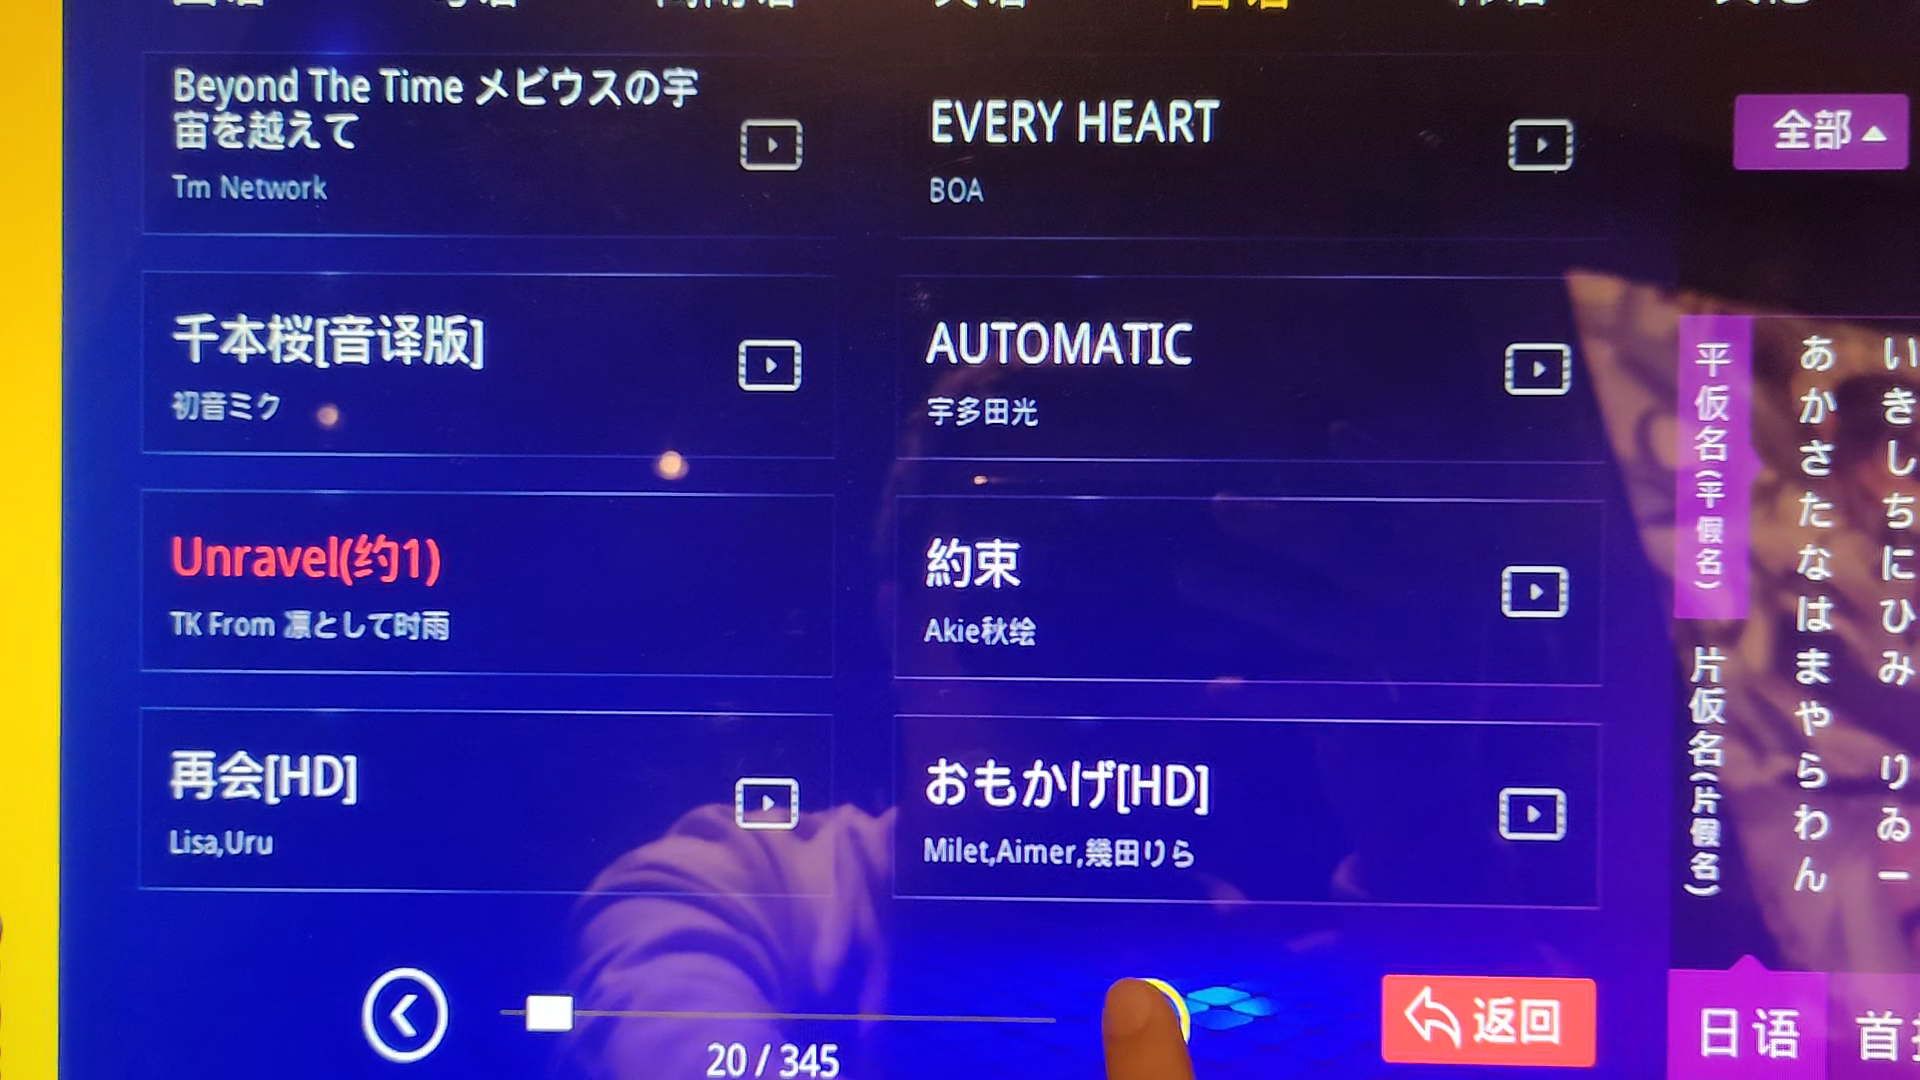 Beyond The Time メビウスの宇
宙を越えて
Tm Network
EVERY HEART
BOA
全部
千本桜[音译版]
初音ミク
AUTOMATIC
宇多田光
Unravel(约1)
TK From 凛として时雨
約束
Akie秋绘
再会[HD]
Lisa,Uru
おもかげ[HD]
Milet,Aimer,幾田りら
平仮名(平假名)
片仮名(片假名)
あかさたなはまやらわん
いきしちにひみ りゐー
20 / 345
返回
日语
首